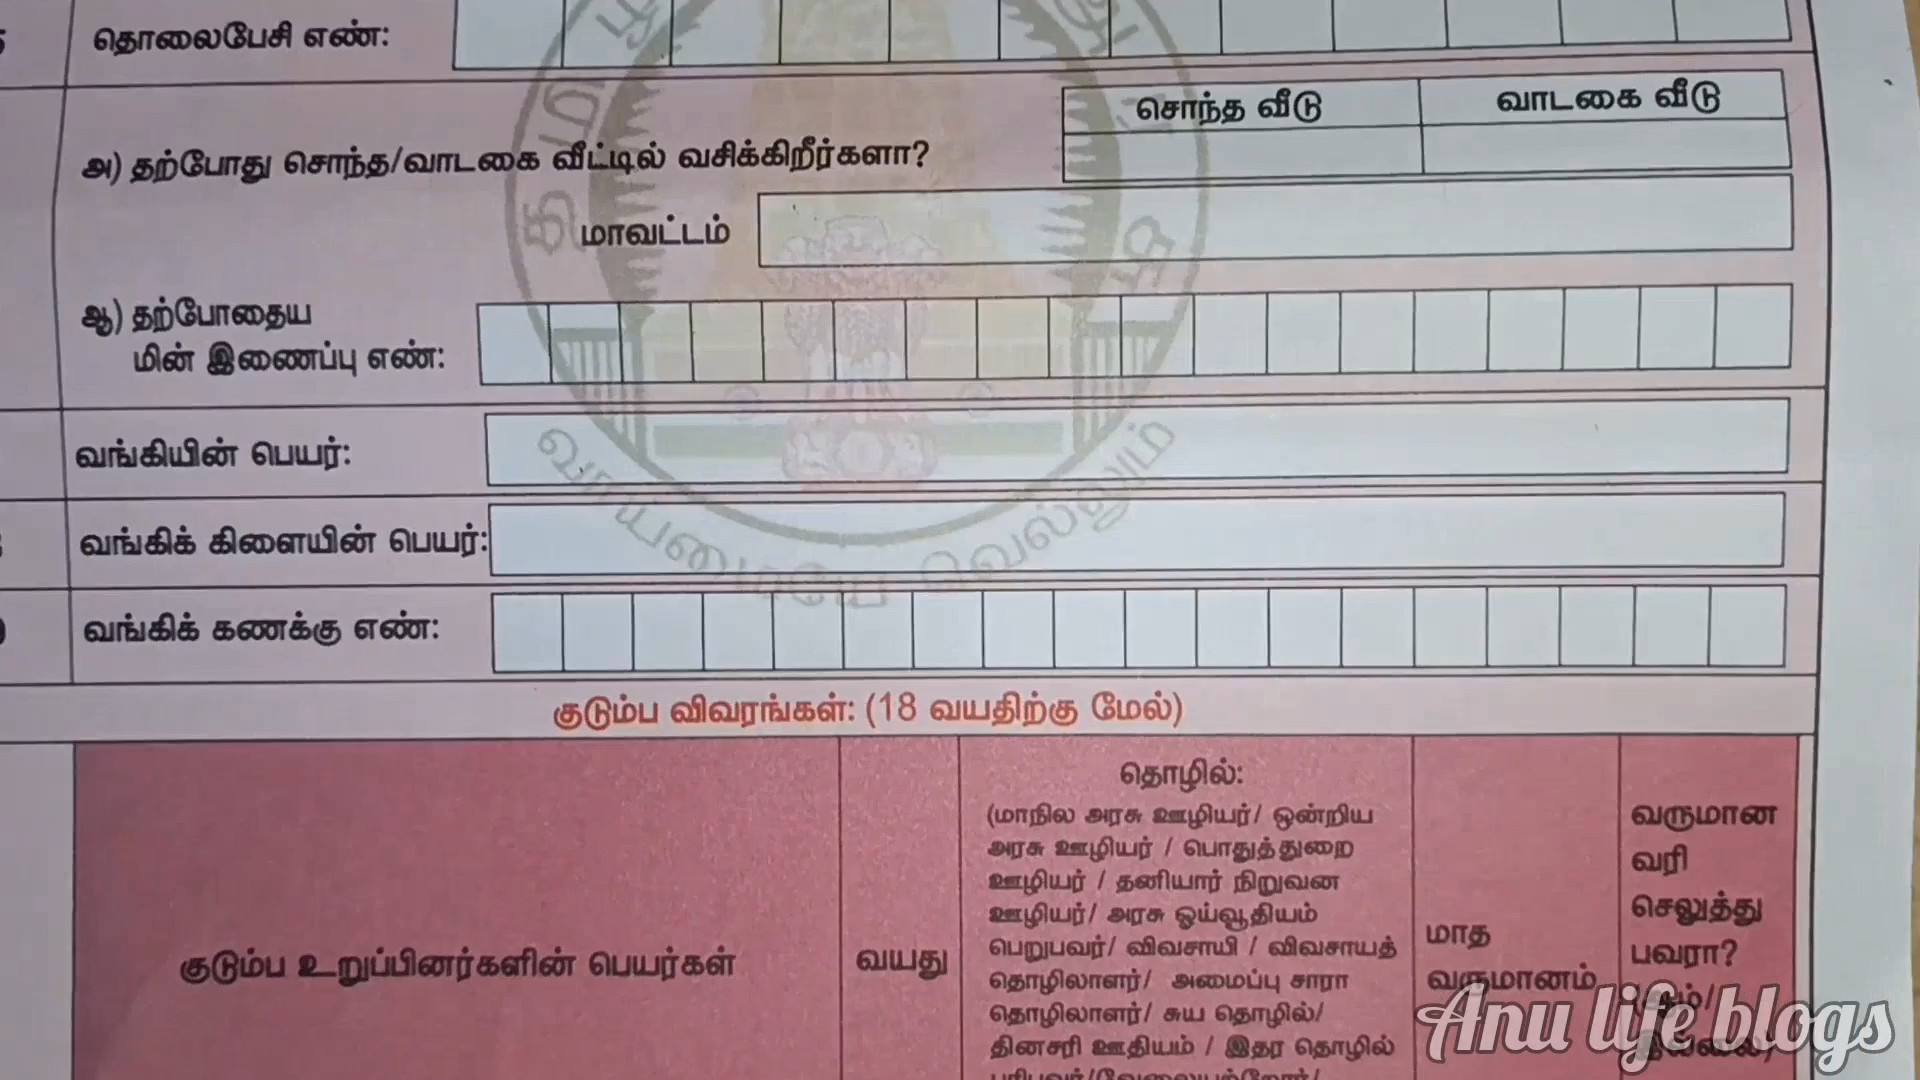 தொலைபேசி எண்:
சொந்த வீடு
வாடகை வீடு
அ) தற்போது சொந்த/வாடகை வீட்டில் வசிக்கிறீர்களா?
மாவட்டம்
ஆ) தற்போதைய
மின் இணைப்பு எண்:
வங்கியின் பெயர்:
வங்கிக் கிளையின் பெயர்:
வாய்மையே வெல்லும்
வங்கிக் கணக்கு எண்:
குடும்ப விவரங்கள்: (18 வயதிற்கு மேல்)
குடும்ப உறுப்பினர்களின் பெயர்கள்
வயது
தொழில்:
(மாநில அரசு ஊழியர்/ ஒன்றிய
அரசு ஊழியர் / பொதுத்துறை
ஊழியர் / தனியார் நிறுவன
ஊழியர்/ அரசு ஓய்வூதியம்
பெறுபவர்/ விவசாயி / விவசாயத்
தொழிலாளர்/ அமைப்பு சாரா
தொழிலாளர்/ சுய தொழில்/
தினசரி ஊதியம் / இதர தொழில்
மாத
வருமானம்
வருமான
வரி
செலுத்து
பவரா?
Anu life blogs